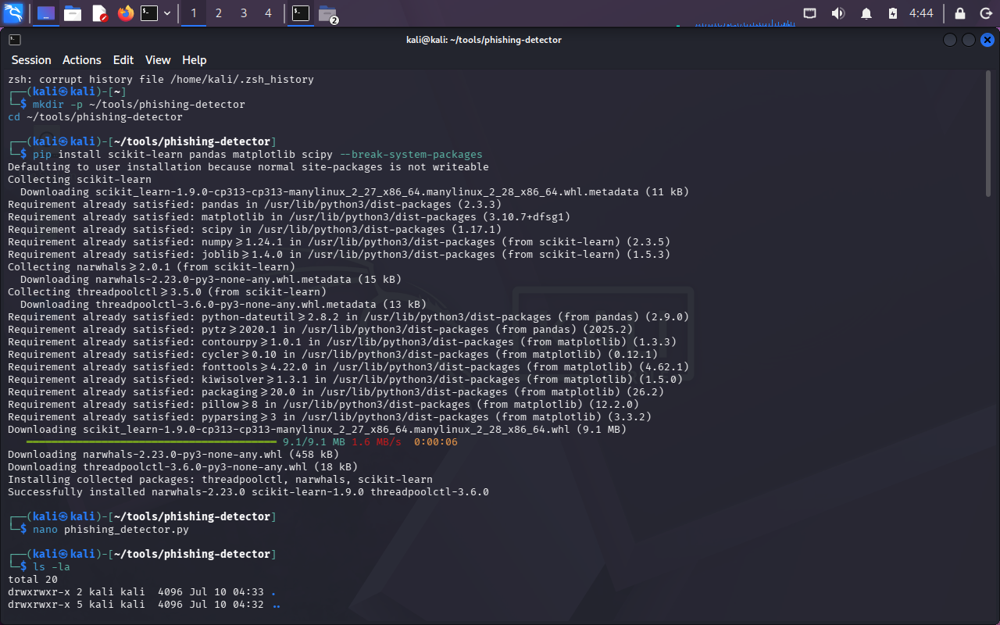 1 2 3 4 2 4:44
kali@kali: ~/tools/phishing-detector
Session Actions Edit View Help
zsh: corrupt history file /home/kali/.zsh_history
┌──(kali㉿kali)-[~]
└─$ mkdir -p ~/tools/phishing-detector
cd ~/tools/phishing-detector
┌──(kali㉿kali)-[~/tools/phishing-detector]
└─$ pip install scikit-learn pandas matplotlib scipy --break-system-packages
Defaulting to user installation because normal site-packages is not writeable
Collecting scikit-learn
  Downloading scikit_learn-1.9.0-cp313-cp313-manylinux_2_27_x86_64.manylinux_2_28_x86_64.whl.metadata (11 kB)
Requirement already satisfied: pandas in /usr/lib/python3/dist-packages (2.3.3)
Requirement already satisfied: matplotlib in /usr/lib/python3/dist-packages (3.10.7+dfsg1)
Requirement already satisfied: scipy in /usr/lib/python3/dist-packages (1.17.1)
Requirement already satisfied: numpy≥1.24.1 in /usr/lib/python3/dist-packages (from scikit-learn) (2.3.5)
Requirement already satisfied: joblib≥1.4.0 in /usr/lib/python3/dist-packages (from scikit-learn) (1.5.3)
Collecting narwhals≥2.0.1 (from scikit-learn)
  Downloading narwhals-2.23.0-py3-none-any.whl.metadata (15 kB)
Collecting threadpoolctl≥3.5.0 (from scikit-learn)
  Downloading threadpoolctl-3.6.0-py3-none-any.whl.metadata (13 kB)
Requirement already satisfied: python-dateutil≥2.8.2 in /usr/lib/python3/dist-packages (from pandas) (2.9.0)
Requirement already satisfied: pytz≥2020.1 in /usr/lib/python3/dist-packages (from pandas) (2025.2)
Requirement already satisfied: contourpy≥1.0.1 in /usr/lib/python3/dist-packages (from matplotlib) (1.3.3)
Requirement already satisfied: cycler≥0.10 in /usr/lib/python3/dist-packages (from matplotlib) (0.12.1)
Requirement already satisfied: fonttools≥4.22.0 in /usr/lib/python3/dist-packages (from matplotlib) (4.62.1)
Requirement already satisfied: kiwisolver≥1.3.1 in /usr/lib/python3/dist-packages (from matplotlib) (1.5.0)
Requirement already satisfied: packaging≥20.0 in /usr/lib/python3/dist-packages (from matplotlib) (26.2)
Requirement already satisfied: pillow≥8 in /usr/lib/python3/dist-packages (from matplotlib) (12.2.0)
Requirement already satisfied: pyparsing≥3 in /usr/lib/python3/dist-packages (from matplotlib) (3.3.2)
Downloading scikit_learn-1.9.0-cp313-cp313-manylinux_2_27_x86_64.manylinux_2_28_x86_64.whl (9.1 MB)
9.1/9.1 MB 1.6 MB/s 0:00:06
Downloading narwhals-2.23.0-py3-none-any.whl (458 kB)
Downloading threadpoolctl-3.6.0-py3-none-any.whl (18 kB)
Installing collected packages: threadpoolctl, narwhals, scikit-learn
Successfully installed narwhals-2.23.0 scikit-learn-1.9.0 threadpoolctl-3.6.0
┌──(kali㉿kali)-[~/tools/phishing-detector]
└─$ nano phishing_detector.py
┌──(kali㉿kali)-[~/tools/phishing-detector]
└─$ ls -la
total 20
drwxrwxr-x 2 kali kali  4096 Jul 10 04:33 .
drwxrwxr-x 5 kali kali  4096 Jul 10 04:32 ..